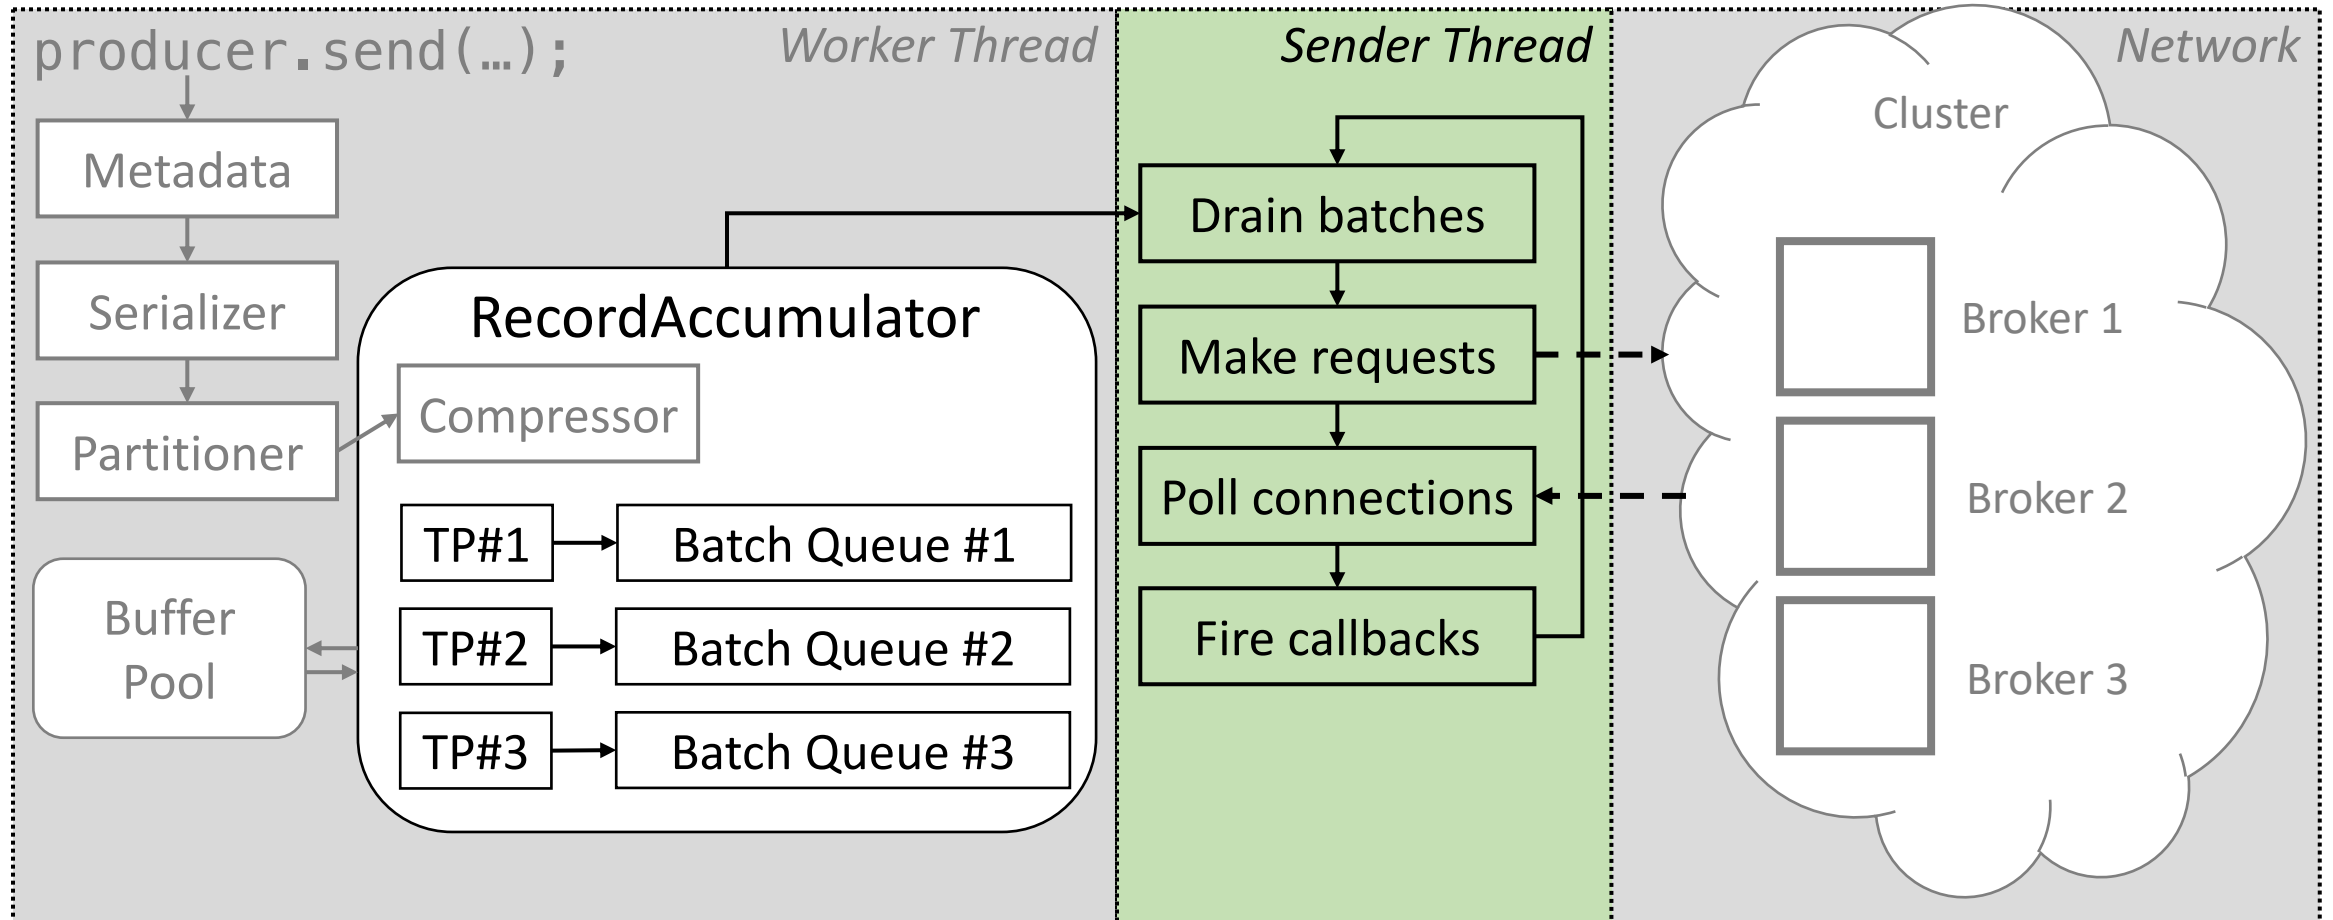 producer.send(…);
Worker Thread
Metadata
Serializer
Partitioner
Buffer
Pool
RecordAccumulator
Compressor
TP#1
Batch Queue #1
TP#2
Batch Queue #2
TP#3
Batch Queue #3
Sender Thread
Drain batches
Make requests
Poll connections
Fire callbacks
Network
Cluster
Broker 1
Broker 2
Broker 3